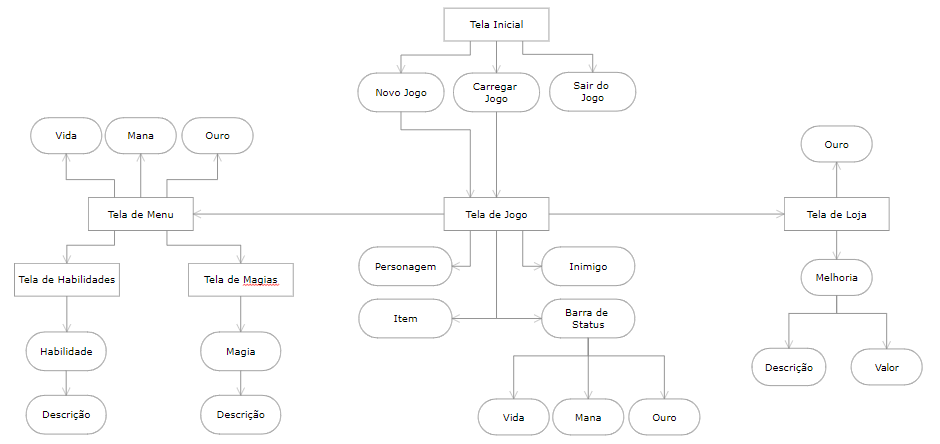 Tela Inicial
Novo Jogo
Carregar
Jogo
Sair do
Jogo
Vida
Mana
Ouro
Ouro
Tela de Menu
Tela de Jogo
Tela de Loja
Tela de Habilidades
Tela de Magias
Personagem
Inimigo
Melhoria
Item
Barra de
Status
Habilidade
Magia
Descrição
Valor
Descrição
Descrição
Vida
Mana
Ouro